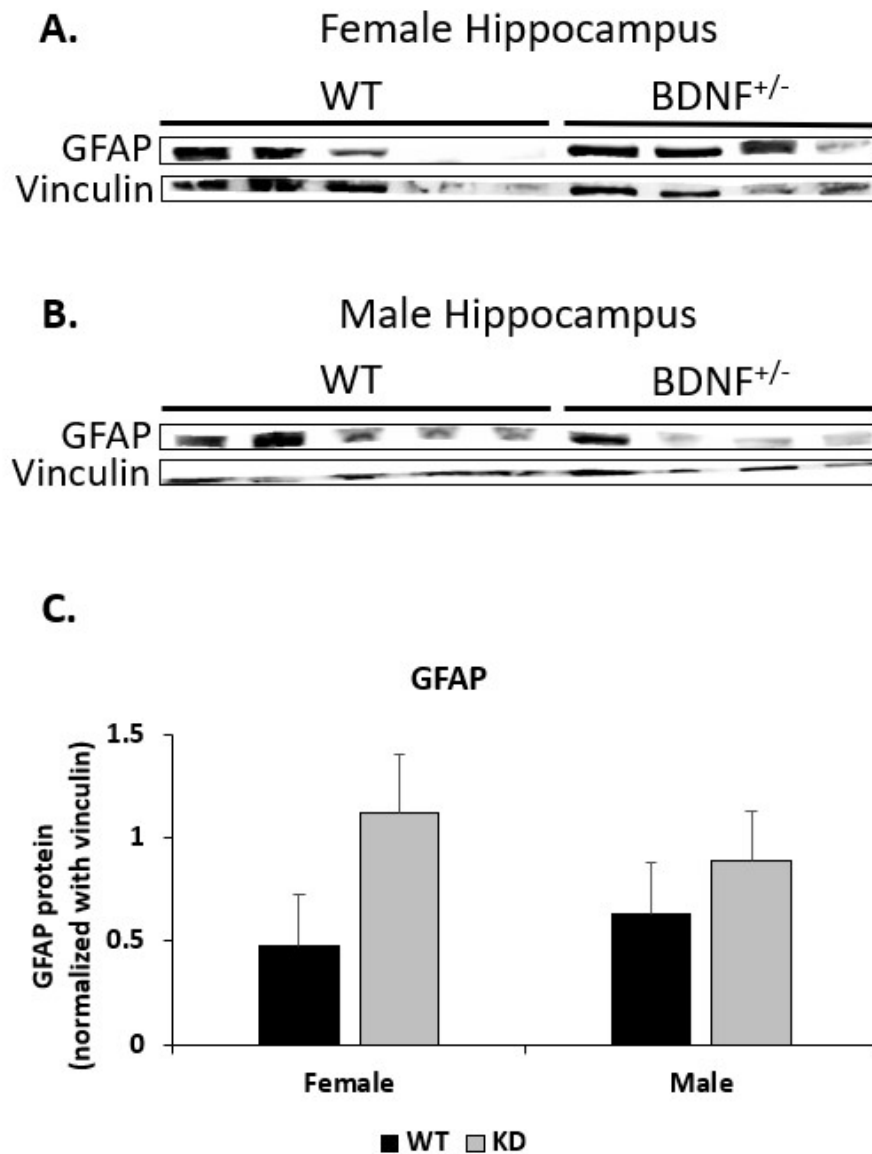 A. Female Hippocampus
WT BDNF+/-
GFAP
Vinculin
B. Male Hippocampus
WT BDNF+/-
GFAP
Vinculin
C.
GFAP
GFAP protein
(normalized with vinculin)
1.5
1
0.5
0
Female Male
WT KD